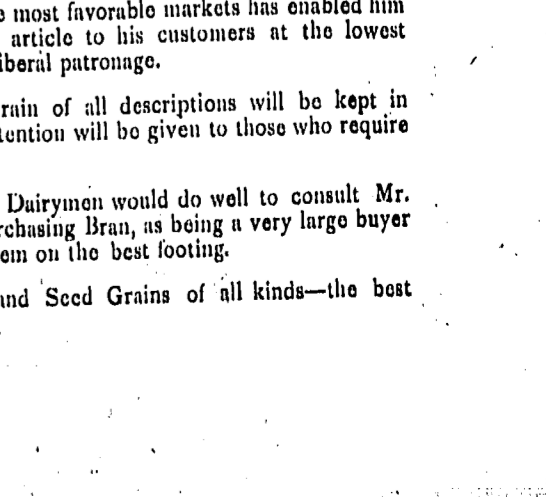 most favorable markets has enabled him
article to his customers at the lowest
iberal patronage.
rain of all descriptions will be kept in
tention will be given to those who require
Dairymen would do well to consult Mr.
rchasing Bran, as being a very large buyer
em on the best footing.
and Seed Grains of all kinds—the best